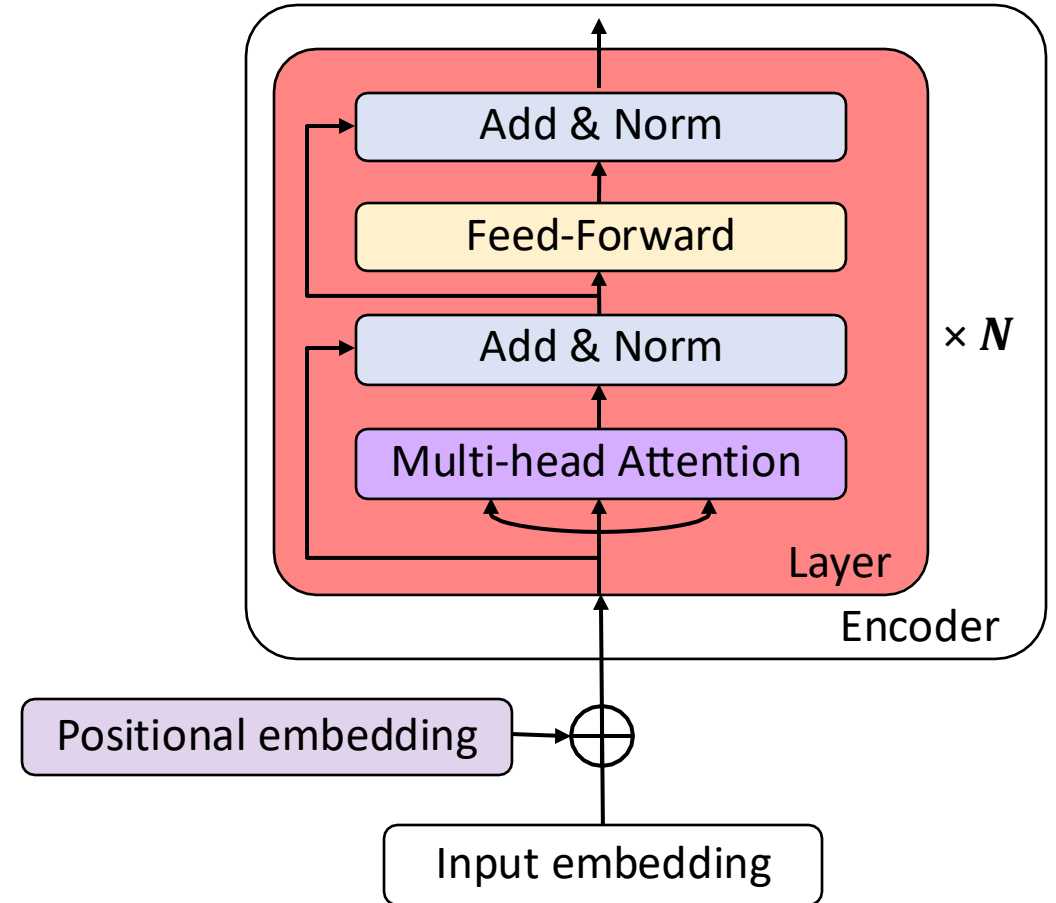 Add & Norm
Feed-Forward
Add & Norm
× N
Multi-head Attention
Layer
Encoder
Positional embedding
Input embedding